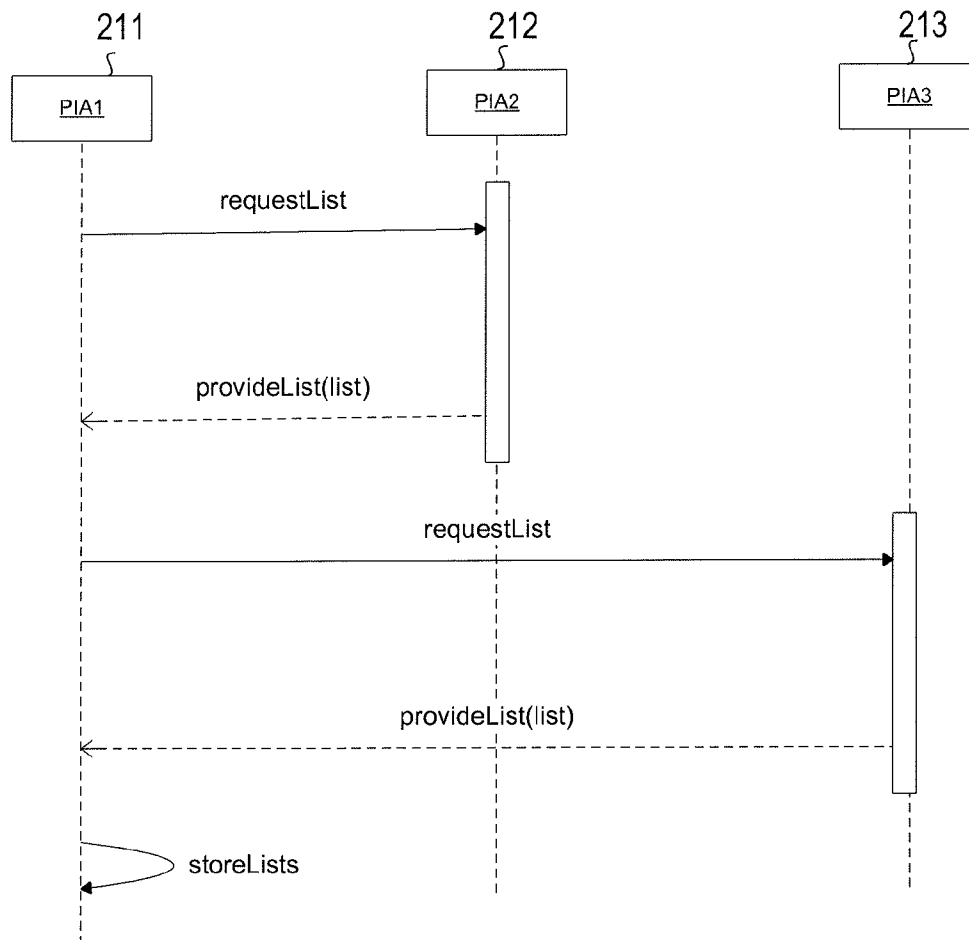 211
212
213
PIA1
PIA2
PIA3
requestList
provideList(list)
requestList
provideList(list)
storeLists